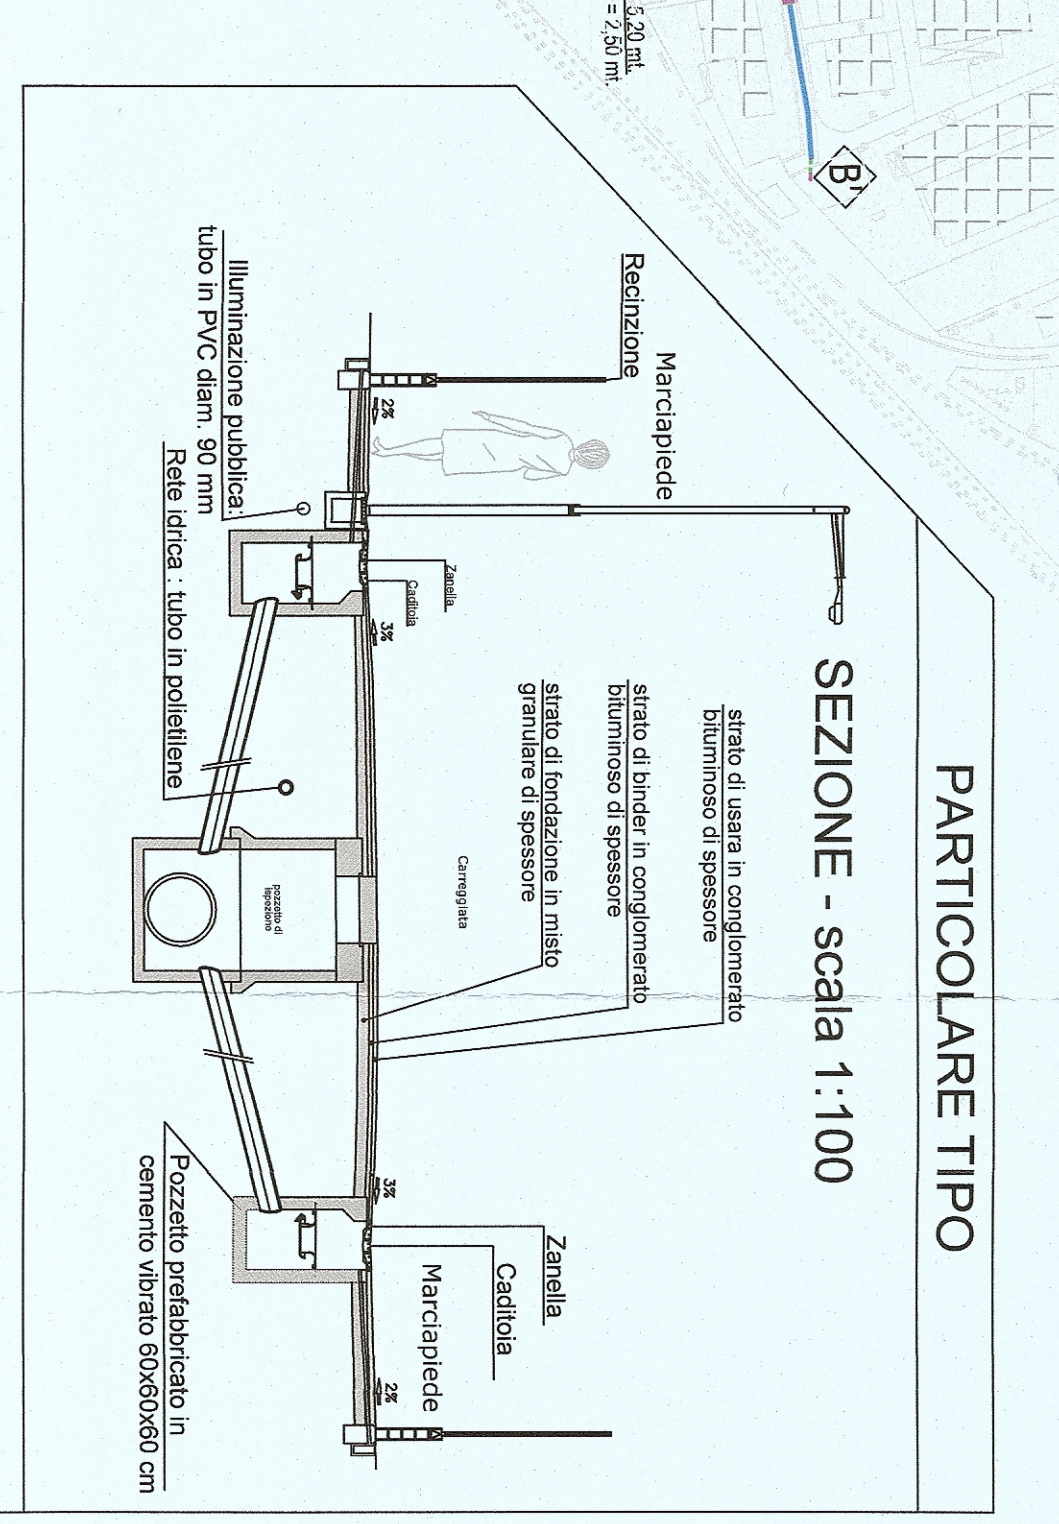 5,20 mt.
= 2,50 mt.
B'
PARTICOLARE TIPO
SEZIONE - scala 1:100
strato di usara in conglomerato
bituminoso di spessore
strato di binder in conglomerato
bituminoso di spessore
strato di fondazione in misto
granulare di spessore
Marciapiede
Recinzione
Carreggiata
Zanella
Caditoia
Zanella
Caditoia
Marciapiede
2%
3%
3%
2%
pozzetto di
ispezione
Illuminazione pubblica:
tubo in PVC diam. 90 mm
Rete idrica : tubo in polietilene
Pozzetto prefabbricato in
cemento vibrato 60x60x60 cm